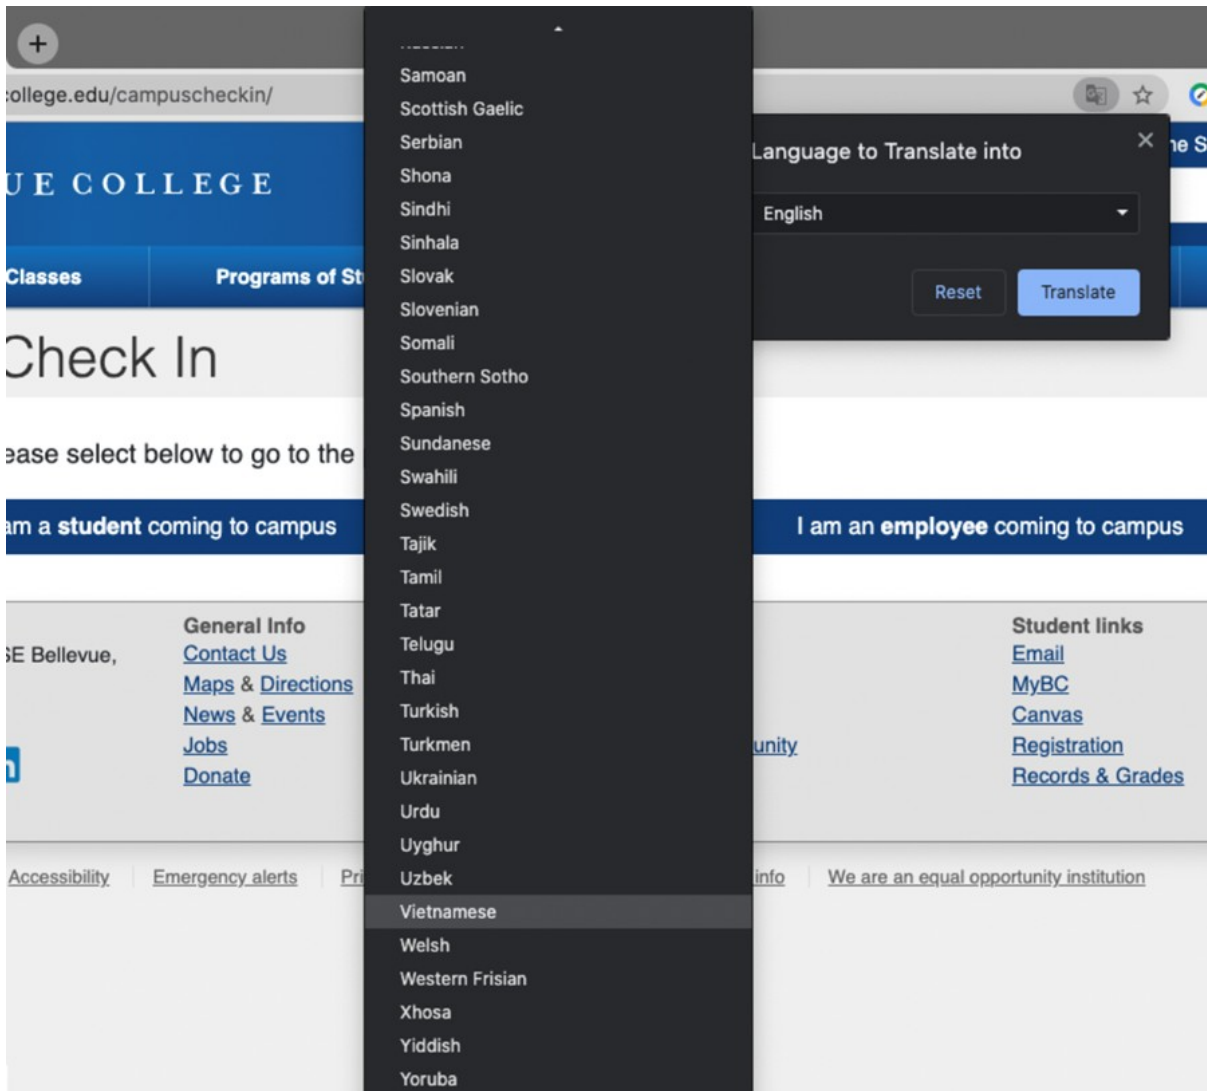 college.edu/campuscheckin/
UE COLLEGE
Classes
Programs of St
Check In
ease select below to go to the
am a student coming to campus
I am an employee coming to campus
SE Bellevue,
General Info
Contact Us
Maps & Directions
News & Events
Jobs
Donate
unity
Student links
Email
MyBC
Canvas
Registration
Records & Grades
Accessibility
Emergency alerts
Pri
info
We are an equal opportunity institution
Samoan
Scottish Gaelic
Serbian
Shona
Sindhi
Sinhala
Slovak
Slovenian
Somali
Southern Sotho
Spanish
Sundanese
Swahili
Swedish
Tajik
Tamil
Tatar
Telugu
Thai
Turkish
Turkmen
Ukrainian
Urdu
Uyghur
Uzbek
Vietnamese
Welsh
Western Frisian
Xhosa
Yiddish
Yoruba
Language to Translate into
English
Reset
Translate
he S